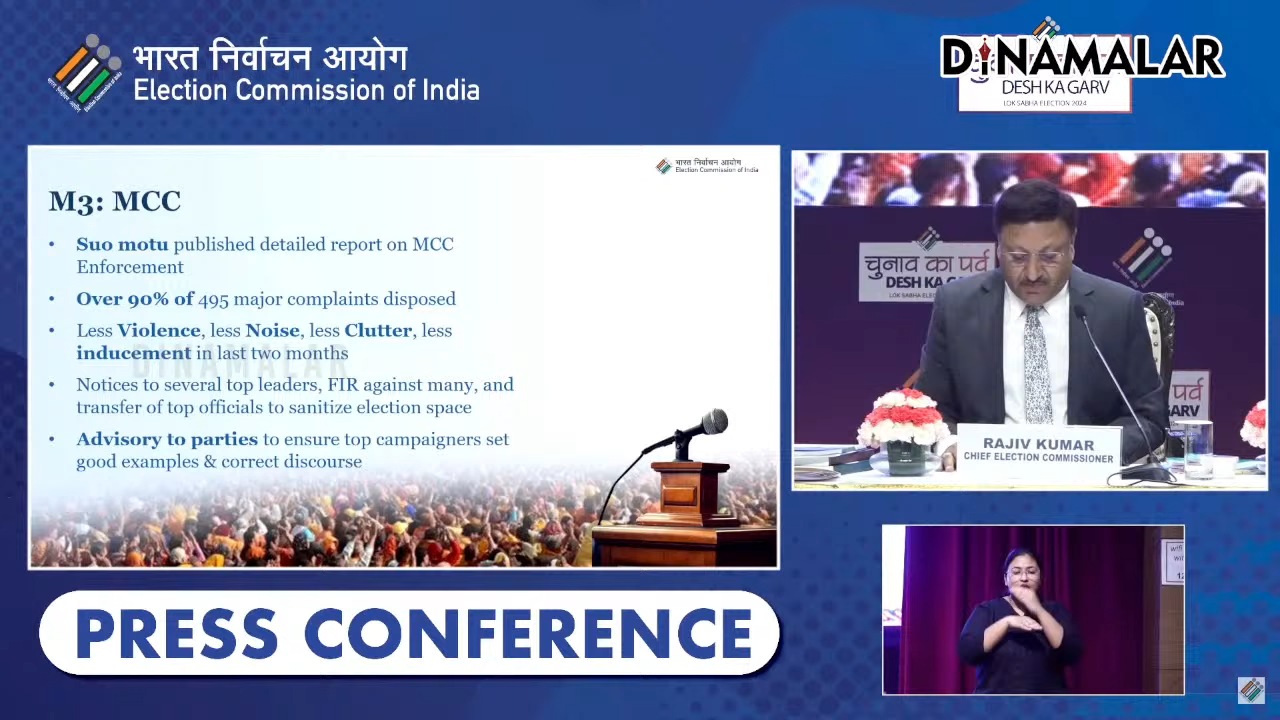 भारत निर्वाचन आयोग
Election Commission of India
DiNAMALAR
DESH KA GARV
LOK SABHA ELECTION 2024
भारत निर्वाचन आयोग
Election Commission of India
M3: MCC
• Suo motu published detailed report on MCC
Enforcement
• Over 90% of 495 major complaints disposed
• Less Violence, less Noise, less Clutter, less
inducement in last two months
• Notices to several top leaders, FIR against many, and
transfer of top officials to sanitize election space
• Advisory to parties to ensure top campaigners set
good examples & correct discourse
DINAMALAR
चुनाव का पर्व
DESH KA GARV
LOK SABHA
पर्व
GARV
RAJIV KUMAR
CHIEF ELECTION COMMISSIONER
PRESS CONFERENCE